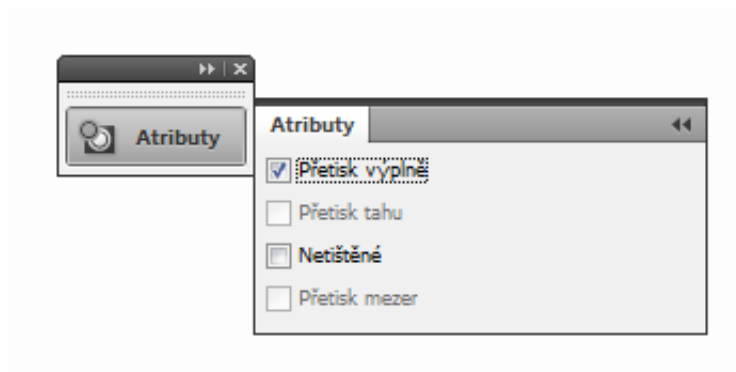 Atributy
Atributy
Přetisk výplně
Přetisk tahu
Netištěné
Přetisk mezer